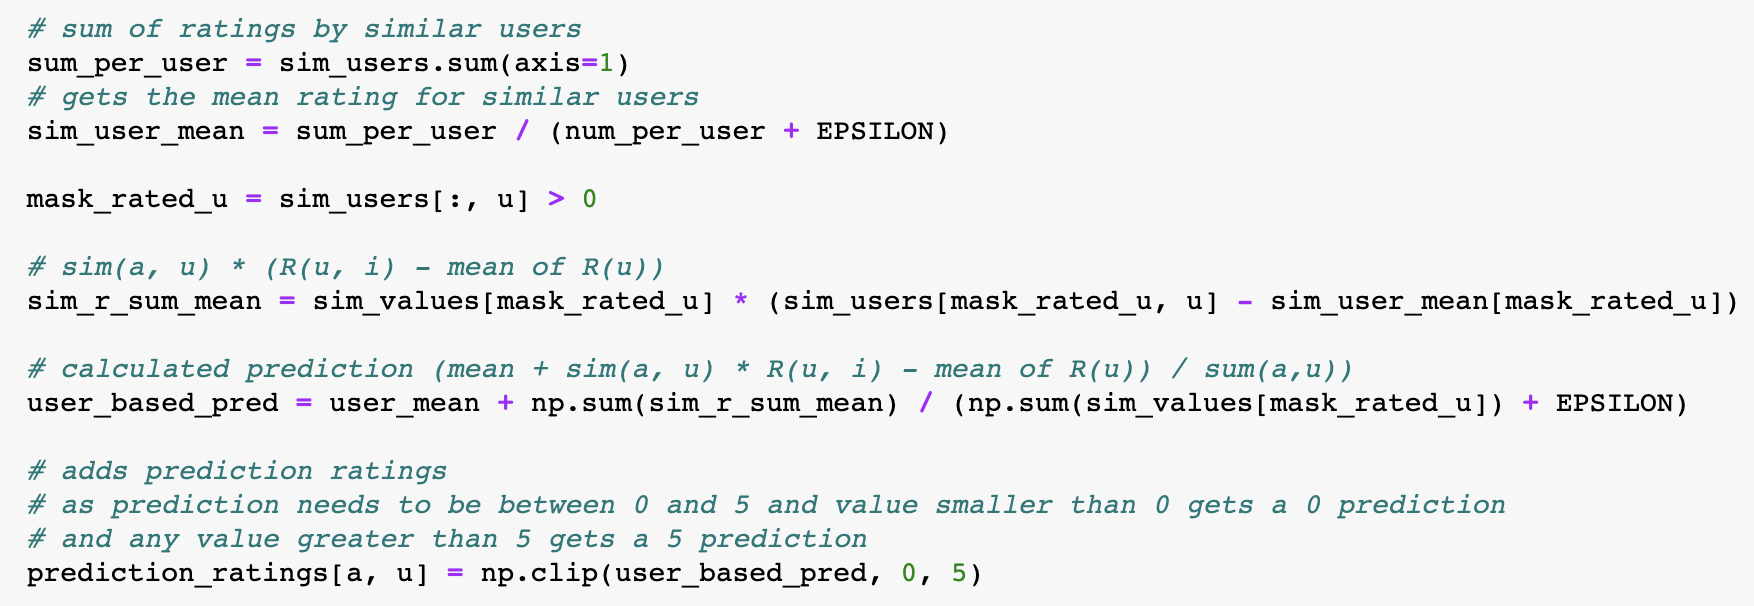 # sum of ratings by similar users
sum_per_user = sim_users.sum(axis=1)
# gets the mean rating for similar users
sim_user_mean = sum_per_user / (num_per_user + EPSILON)
mask_rated_u = sim_users[:, u] > 0
# sim(a, u) * (R(u, i) - mean of R(u))
sim_r_sum_mean = sim_values[mask_rated_u] * (sim_users[mask_rated_u, u] - sim_user_mean[mask_rated_u])
# calculated prediction (mean + sim(a, u) * R(u, i) - mean of R(u)) / sum(a,u))
user_based_pred = user_mean + np.sum(sim_r_sum_mean) / (np.sum(sim_values[mask_rated_u]) + EPSILON)
# adds prediction ratings
# as prediction needs to be between 0 and 5 and value smaller than 0 gets a 0 prediction
# and any value greater than 5 gets a 5 prediction
prediction_ratings[a, u] = np.clip(user_based_pred, 0, 5)